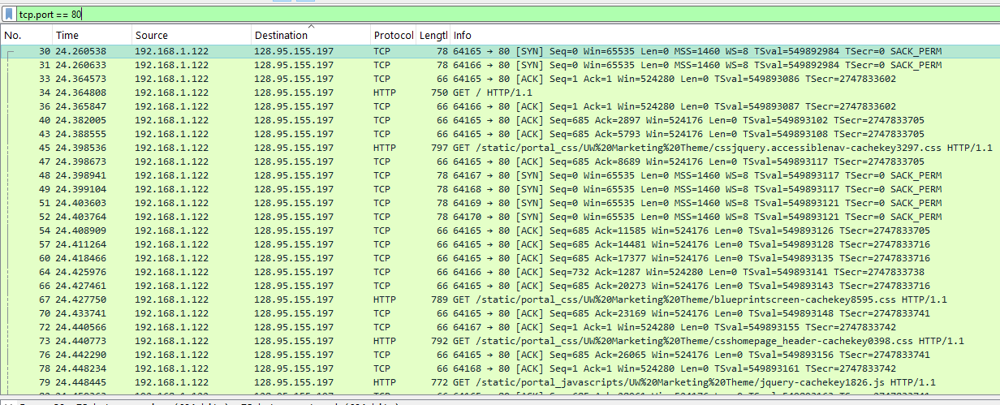 tcp.port == 80
No. Time Source Destination Protocol Lengtl Info
30 24.260538 192.168.1.122 128.95.155.197 TCP 78 64165 → 80 [SYN] Seq=0 Win=65535 Len=0 MSS=1460 WS=8 TSval=549892984 TSecr=0 SACK_PERM
31 24.260633 192.168.1.122 128.95.155.197 TCP 78 64166 → 80 [SYN] Seq=0 Win=65535 Len=0 MSS=1460 WS=8 TSval=549892984 TSecr=0 SACK_PERM
33 24.364573 192.168.1.122 128.95.155.197 TCP 66 64165 → 80 [ACK] Seq=1 Ack=1 Win=524280 Len=0 TSval=549893086 TSecr=2747833602
34 24.364808 192.168.1.122 128.95.155.197 HTTP 750 GET / HTTP/1.1
36 24.365847 192.168.1.122 128.95.155.197 TCP 66 64166 → 80 [ACK] Seq=1 Ack=1 Win=524280 Len=0 TSval=549893087 TSecr=2747833602
40 24.382005 192.168.1.122 128.95.155.197 TCP 66 64165 → 80 [ACK] Seq=685 Ack=2897 Win=524176 Len=0 TSval=549893102 TSecr=2747833705
43 24.388555 192.168.1.122 128.95.155.197 TCP 66 64165 → 80 [ACK] Seq=685 Ack=5793 Win=524176 Len=0 TSval=549893108 TSecr=2747833705
45 24.398536 192.168.1.122 128.95.155.197 HTTP 797 GET /static/portal_css/UW%20Marketing%20Theme/cssjquery.accessiblenav-cachekey3297.css HTTP/1.1
47 24.398673 192.168.1.122 128.95.155.197 TCP 66 64165 → 80 [ACK] Seq=685 Ack=8689 Win=524176 Len=0 TSval=549893117 TSecr=2747833705
48 24.398941 192.168.1.122 128.95.155.197 TCP 78 64167 → 80 [SYN] Seq=0 Win=65535 Len=0 MSS=1460 WS=8 TSval=549893117 TSecr=0 SACK_PERM
49 24.399104 192.168.1.122 128.95.155.197 TCP 78 64168 → 80 [SYN] Seq=0 Win=65535 Len=0 MSS=1460 WS=8 TSval=549893117 TSecr=0 SACK_PERM
51 24.403603 192.168.1.122 128.95.155.197 TCP 78 64169 → 80 [SYN] Seq=0 Win=65535 Len=0 MSS=1460 WS=8 TSval=549893121 TSecr=0 SACK_PERM
52 24.403764 192.168.1.122 128.95.155.197 TCP 78 64170 → 80 [SYN] Seq=0 Win=65535 Len=0 MSS=1460 WS=8 TSval=549893121 TSecr=0 SACK_PERM
54 24.408909 192.168.1.122 128.95.155.197 TCP 66 64165 → 80 [ACK] Seq=685 Ack=11585 Win=524176 Len=0 TSval=549893126 TSecr=2747833705
57 24.411264 192.168.1.122 128.95.155.197 TCP 66 64165 → 80 [ACK] Seq=685 Ack=14481 Win=524176 Len=0 TSval=549893128 TSecr=2747833716
60 24.418466 192.168.1.122 128.95.155.197 TCP 66 64165 → 80 [ACK] Seq=685 Ack=17377 Win=524176 Len=0 TSval=549893135 TSecr=2747833716
64 24.425976 192.168.1.122 128.95.155.197 TCP 66 64166 → 80 [ACK] Seq=732 Ack=1287 Win=524280 Len=0 TSval=549893141 TSecr=2747833738
66 24.427461 192.168.1.122 128.95.155.197 TCP 66 64165 → 80 [ACK] Seq=685 Ack=20273 Win=524176 Len=0 TSval=549893143 TSecr=2747833716
67 24.427750 192.168.1.122 128.95.155.197 HTTP 789 GET /static/portal_css/UW%20Marketing%20Theme/blueprintscreen-cachekey8595.css HTTP/1.1
70 24.433741 192.168.1.122 128.95.155.197 TCP 66 64165 → 80 [ACK] Seq=685 Ack=23169 Win=524176 Len=0 TSval=549893148 TSecr=2747833741
72 24.440566 192.168.1.122 128.95.155.197 TCP 66 64167 → 80 [ACK] Seq=1 Ack=1 Win=524280 Len=0 TSval=549893155 TSecr=2747833742
73 24.440773 192.168.1.122 128.95.155.197 HTTP 792 GET /static/portal_css/UW%20Marketing%20Theme/csshomepage_header-cachekey0398.css HTTP/1.1
76 24.442290 192.168.1.122 128.95.155.197 TCP 66 64165 → 80 [ACK] Seq=685 Ack=26065 Win=524176 Len=0 TSval=549893156 TSecr=2747833741
78 24.448234 192.168.1.122 128.95.155.197 TCP 66 64168 → 80 [ACK] Seq=1 Ack=1 Win=524280 Len=0 TSval=549893161 TSecr=2747833742
79 24.448445 192.168.1.122 128.95.155.197 HTTP 772 GET /static/portal_javascripts/UW%20Marketing%20Theme/jquery-cachekey1826.js HTTP/1.1